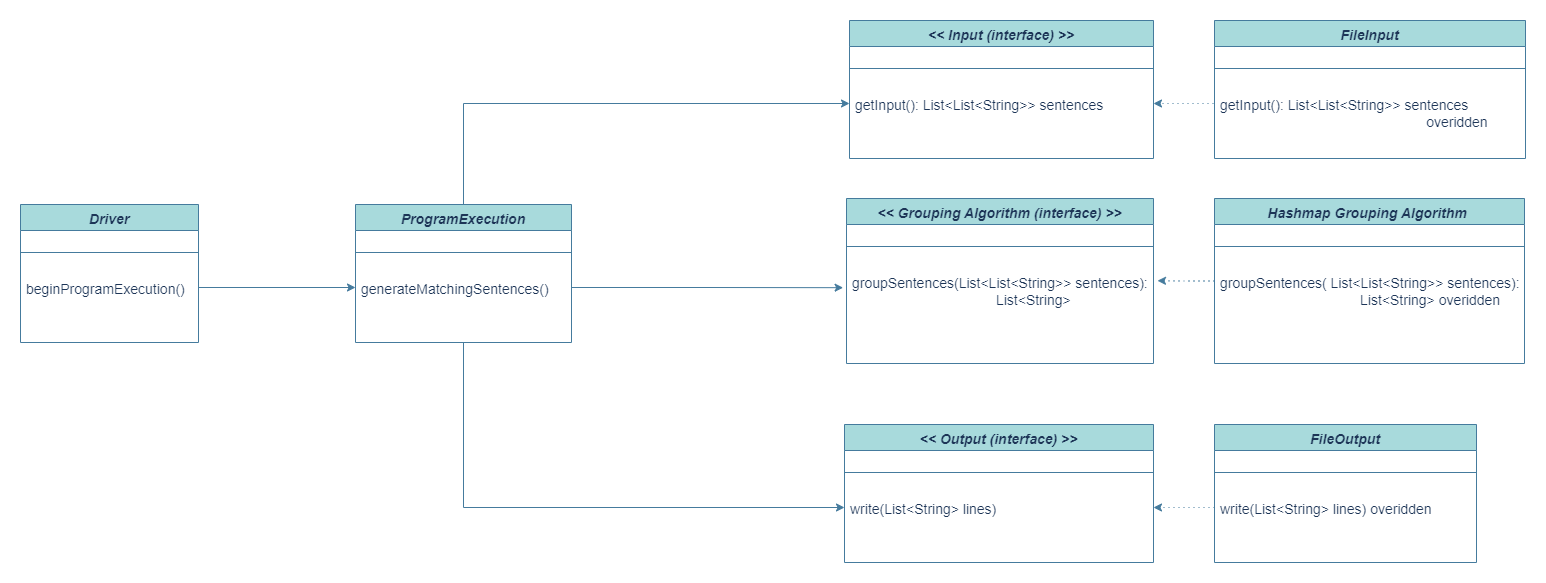 << Input (interface) >>
getInput(): List<List<String>> sentences
FileInput
getInput(): List<List<String>> sentences
overidden
Driver
beginProgramExecution()
ProgramExecution
generateMatchingSentences()
<< Grouping Algorithm (interface) >>
groupSentences(List<List<String>> sentences):
List<String>
Hashmap Grouping Algorithm
groupSentences( List<List<String>> sentences):
List<String> overidden
<< Output (interface) >>
write(List<String> lines)
FileOutput
write(List<String> lines) overidden